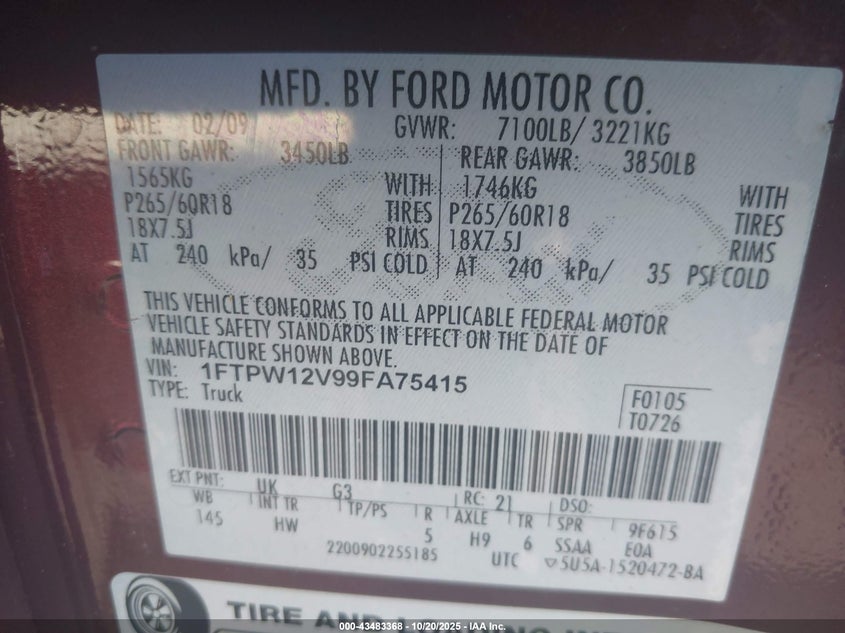 MFD. BY FORD MOTOR CO.
DATE: 02/09 GVWR: 7100LB/ 3221KG
FRONT GAWR: 3450LB REAR GAWR: 3850LB
1565KG WITH 1746KG WITH
P265/60R18 TIRES P265/60R18 TIRES
18X7.5J RIMS 18X7.5J RIMS
AT 240 kPa/ 35 PSI COLD AT 240 kPa/ 35 PSI COLD
THIS VEHICLE CONFORMS TO ALL APPLICABLE FEDERAL MOTOR
VEHICLE SAFETY STANDARDS IN EFFECT ON THE DATE OF
MANUFACTURE SHOWN ABOVE.
VIN: 1FTPW12V99FA75415
TYPE: Truck
F0105
T0726
EXT PNT: UK G3 RC: 21 DSO:
WB INT TR TP/PS R AXLE TR SPR 9F615
145 HW 5 H9 6 SSAA E0A
2200902255185 UTC ▽5U5A-1520472-BA
TIRE AND
000-43483368 - 10/20/2025 - IAA Inc.